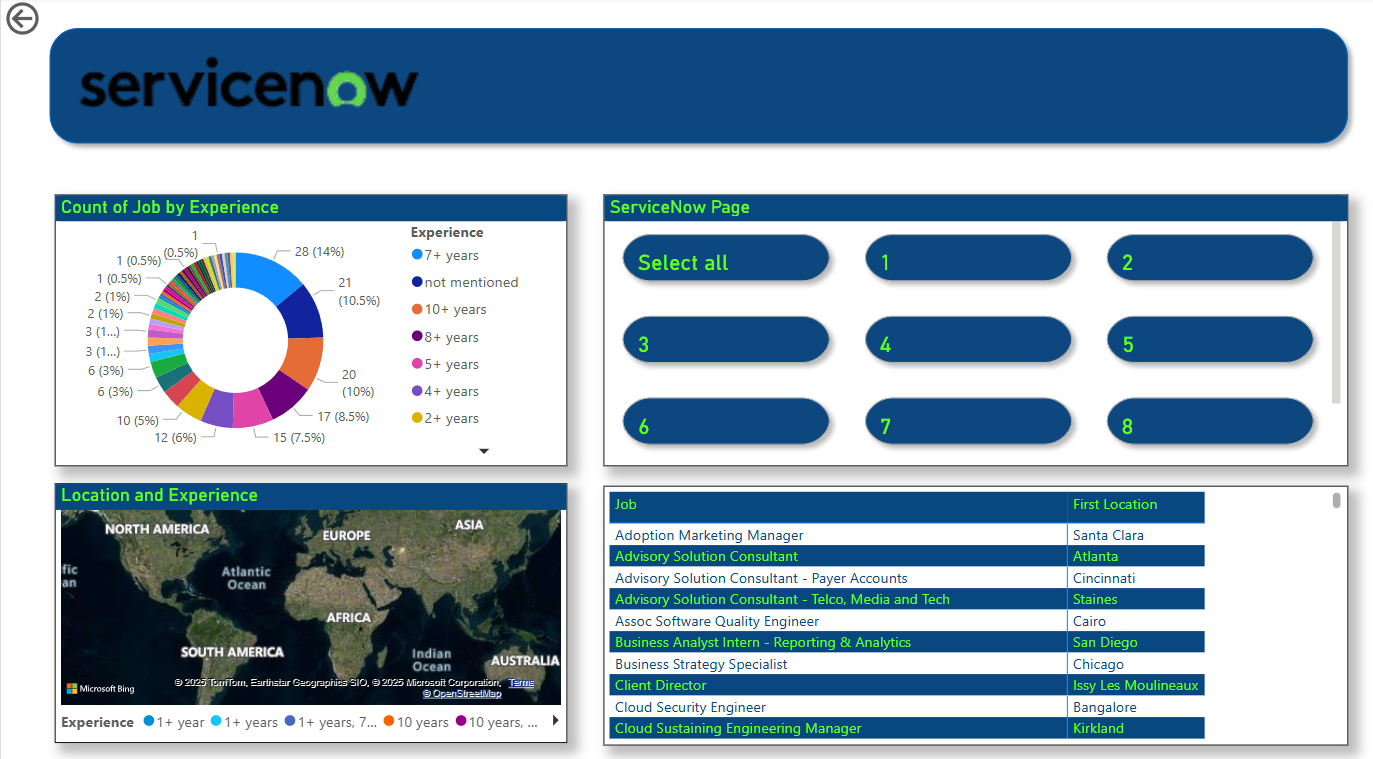 servicenow
Count of Job by Experience
1
(0.5%)
1 (0.5%)
1 (0.5%)
2 (1%)
2 (1%)
3 (1...)
3 (1...)
6 (3%)
6 (3%)
10 (5%)
12 (6%)
28 (14%)
21
(10.5%)
20
(10%)
17 (8.5%)
15 (7.5%)
Experience
7+ years
not mentioned
10+ years
8+ years
5+ years
4+ years
2+ years
ServiceNow Page
Select all
1
2
3
4
5
6
7
8
Location and Experience
NORTH AMERICA
EUROPE
ASIA
fic
an
Atlantic
Ocean
AFRICA
SOUTH AMERICA
Indian
Ocean
AUSTRALIA
Microsoft Bing
© 2025 TomTom, Earthstar Geographics SIO, © 2025 Microsoft Corporation, Terms
© OpenStreetMap
Experience 1+ year 1+ years 1+ years, 7... 10 years 10 years, ...
Job First Location
Adoption Marketing Manager Santa Clara
Advisory Solution Consultant Atlanta
Advisory Solution Consultant - Payer Accounts Cincinnati
Advisory Solution Consultant - Telco, Media and Tech Staines
Assoc Software Quality Engineer Cairo
Business Analyst Intern - Reporting & Analytics San Diego
Business Strategy Specialist Chicago
Client Director Issy Les Moulineaux
Cloud Security Engineer Bangalore
Cloud Sustaining Engineering Manager Kirkland